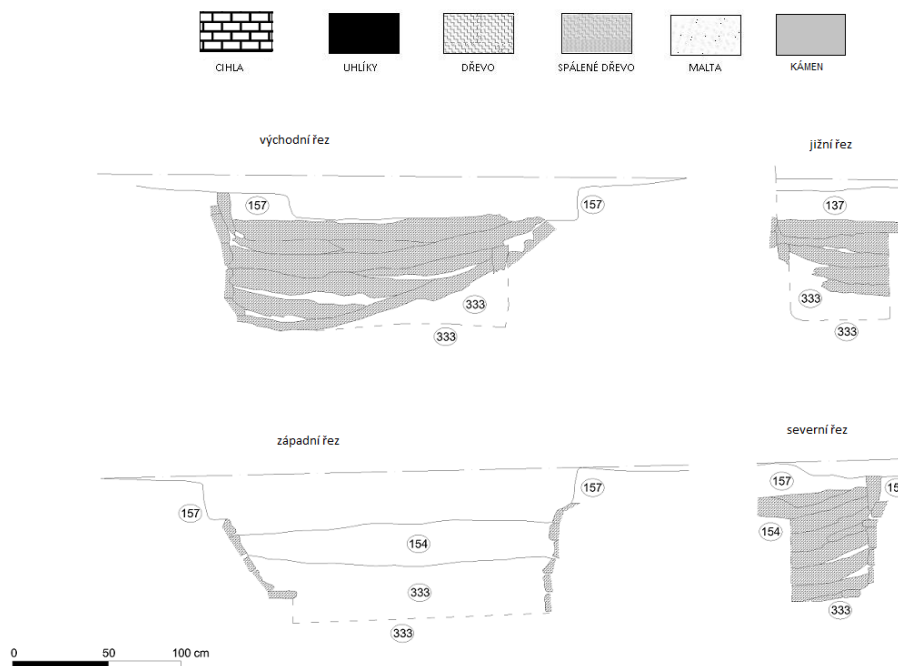 CIHLA UHLÍKY DŘEVO SPÁLENÉ DŘEVO MALTA KÁMEN
východní řez
157
157
333
333
jižní řez
137
333
333
západní řez
157
157
154
333
333
severní řez
157
15
154
333
0 50 100 cm